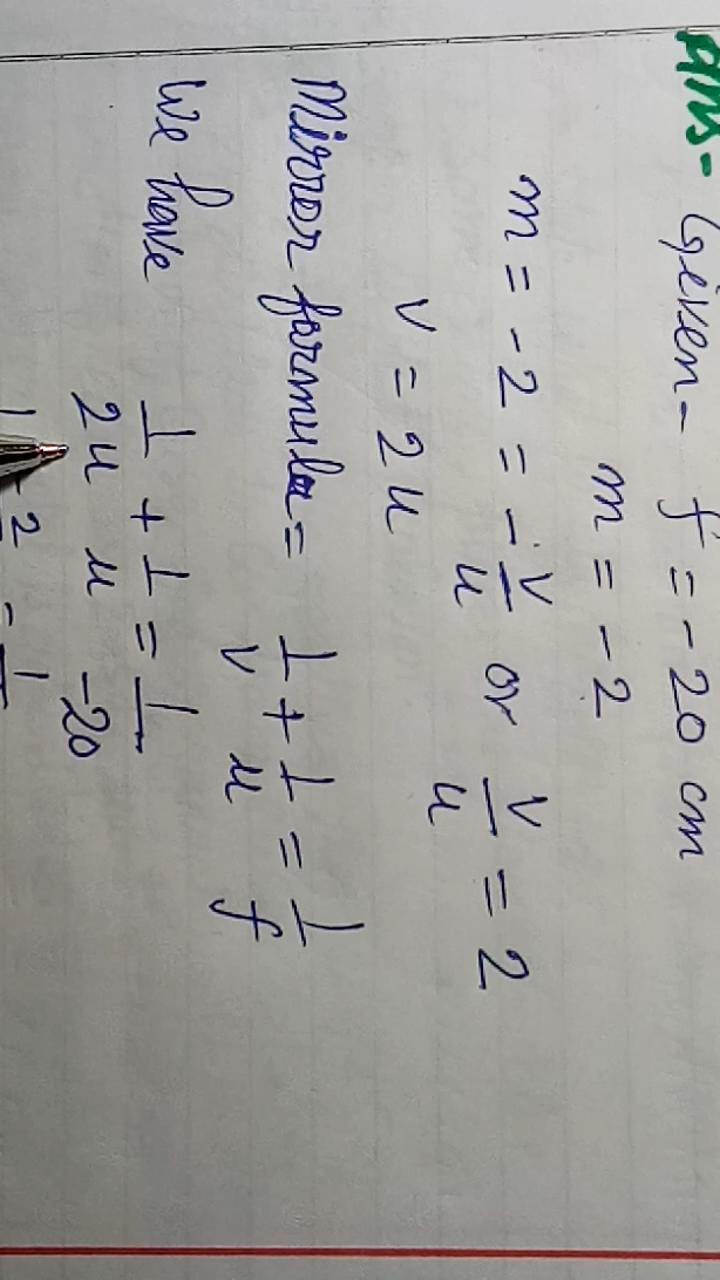 Ans- Given- f = -20 cm
m = -2
m = -2 = -v/u or v/u = 2
v = 2u
Mirror formula = 1/v + 1/u = 1/f
We have 1/2u + 1/u = 1/-20